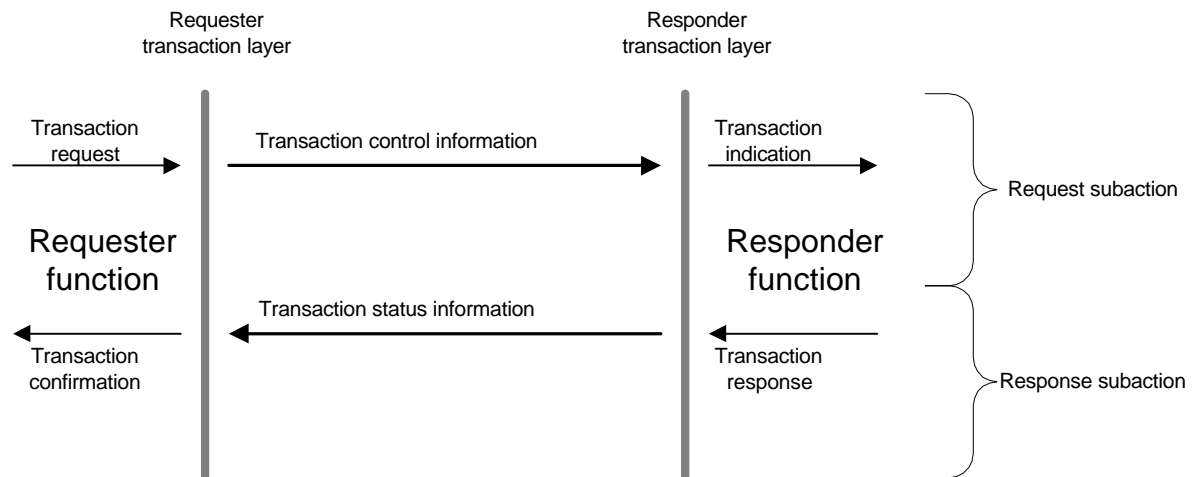 Requester
transaction layer
Responder
transaction layer
Transaction
request
Transaction control information
Transaction
indication
Request subaction
Requester
function
Responder
function
Transaction status information
Transaction
confirmation
Transaction
response
Response subaction